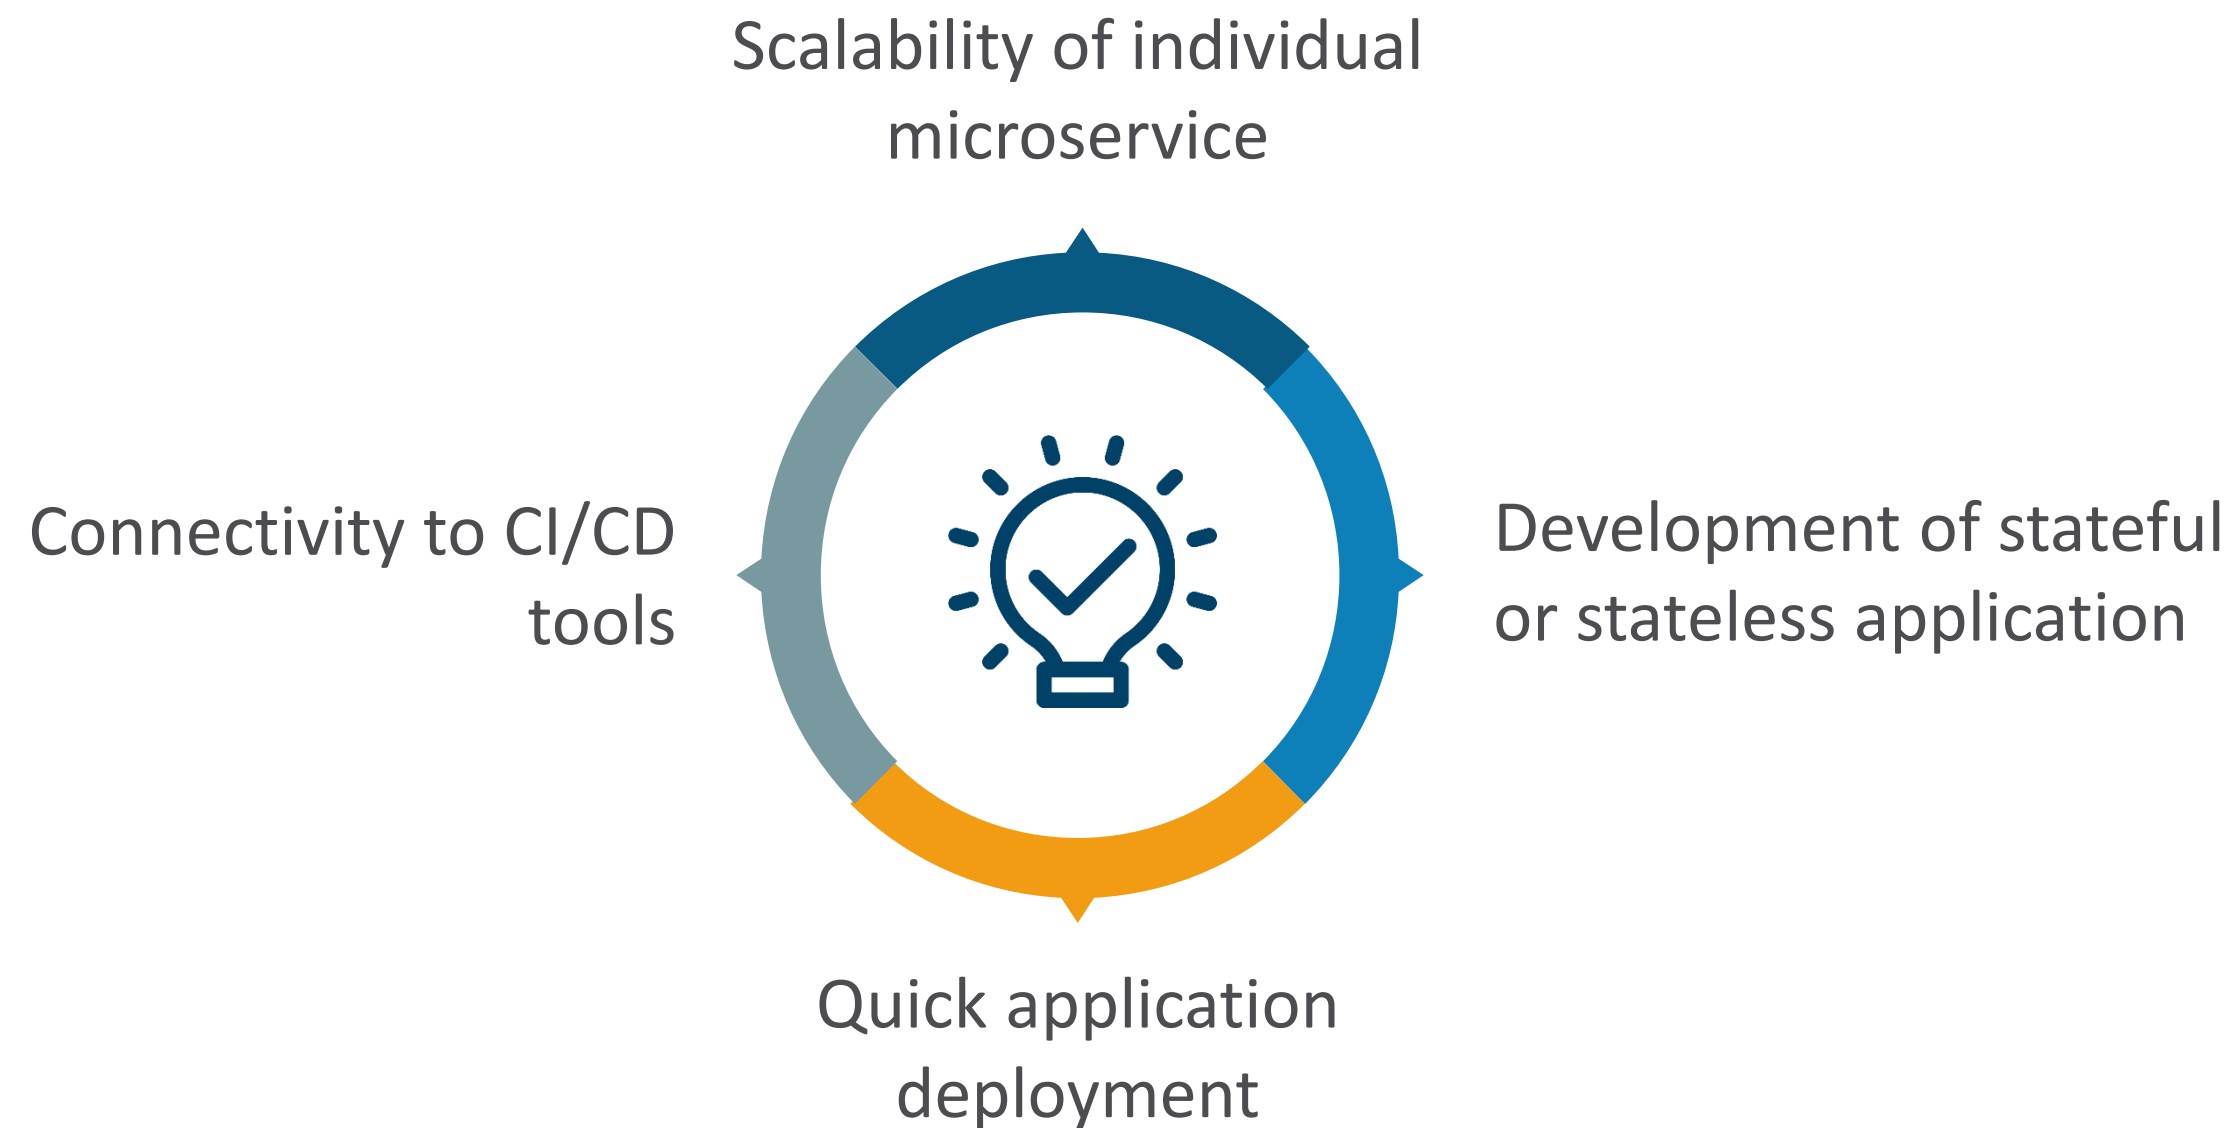 Scalability of individual
microservice
Connectivity to CI/CD
tools
Development of stateful
or stateless application
Quick application
deployment